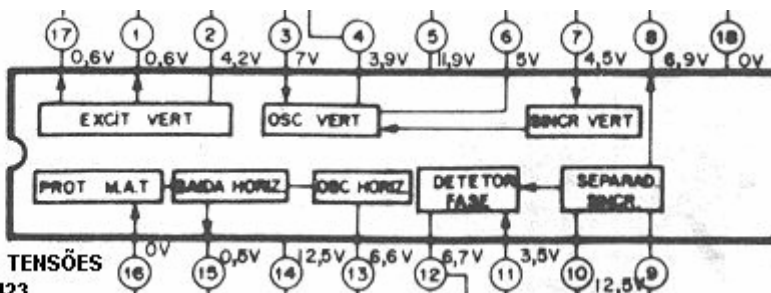 17 1 2 3 4 5 6 7 8 18
0,6V 0,6V 4,2V 7V 3,9V 11,9V 5V 4,5V 6,9V 0V
EXCIT VERT OSC VERT SINCR VERT
PROT M.A.T SAIDA HORIZ OSC HORIZ DETETOR FASE SEPARAD. SINCR.
0V 0,5V 12,5V 6,6V 6,7V 3,5V 12,5V
TENSÕES
16 15 14 13 12 11 10 9